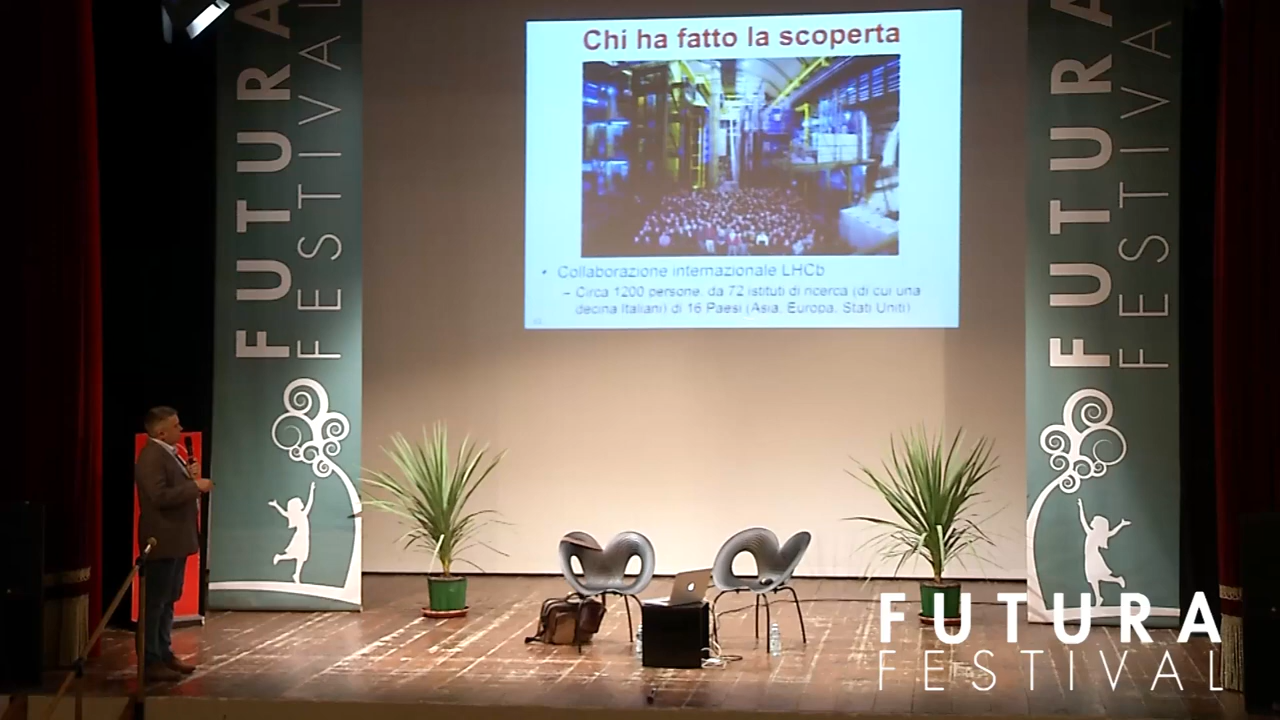 FUTURA
FESTIVAL
Chi ha fatto la scoperta
• Collaborazione internazionale LHCb
– Circa 1200 persone, da 72 istituti di ricerca (di cui una
decina Italiani) di 16 Paesi (Asia, Europa, Stati Uniti)
FUTURA
FESTIVAL
FUTURA
FESTIVAL